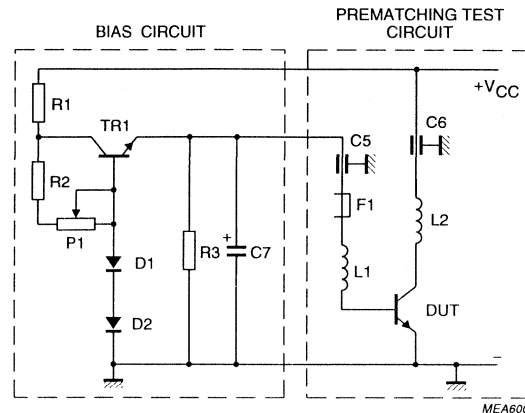 BIAS CIRCUIT
PREMATCHING TEST
CIRCUIT
+VCC
R1
TR1
C5
C6
R2
F1
P1
L2
D1
+
R3
C7
L1
D2
DUT
–